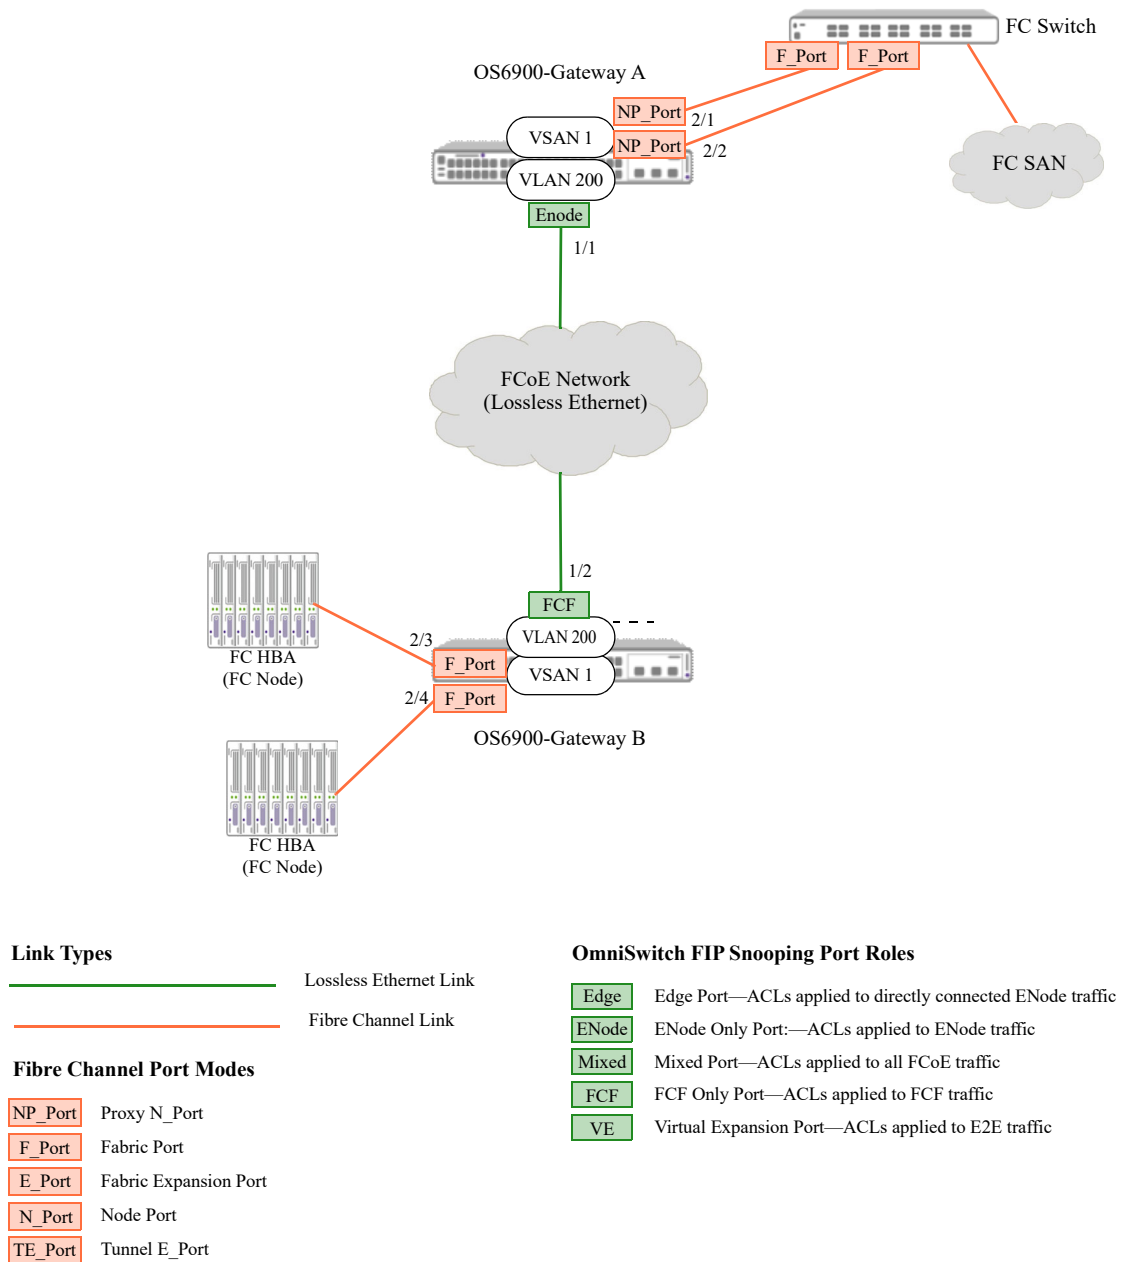 FC Switch
F_Port
F_Port
OS6900-Gateway A
NP_Port
2/1
VSAN 1
NP_Port
2/2
FC SAN
VLAN 200
Enode
1/1
FCoE Network
(Lossless Ethernet)
1/2
FCF
VLAN 200
2/3
F_Port
FC HBA
(FC Node)
VSAN 1
2/4
F_Port
OS6900-Gateway B
FC HBA
(FC Node)
Link Types
Lossless Ethernet Link
Fibre Channel Link
Fibre Channel Port Modes
NP_Port Proxy N_Port
F_Port Fabric Port
E_Port Fabric Expansion Port
N_Port Node Port
TE_Port Tunnel E_Port
OmniSwitch FIP Snooping Port Roles
Edge Edge Port—ACLs applied to directly connected ENode traffic
ENode ENode Only Port:—ACLs applied to ENode traffic
Mixed Mixed Port—ACLs applied to all FCoE traffic
FCF FCF Only Port—ACLs applied to FCF traffic
VE Virtual Expansion Port—ACLs applied to E2E traffic